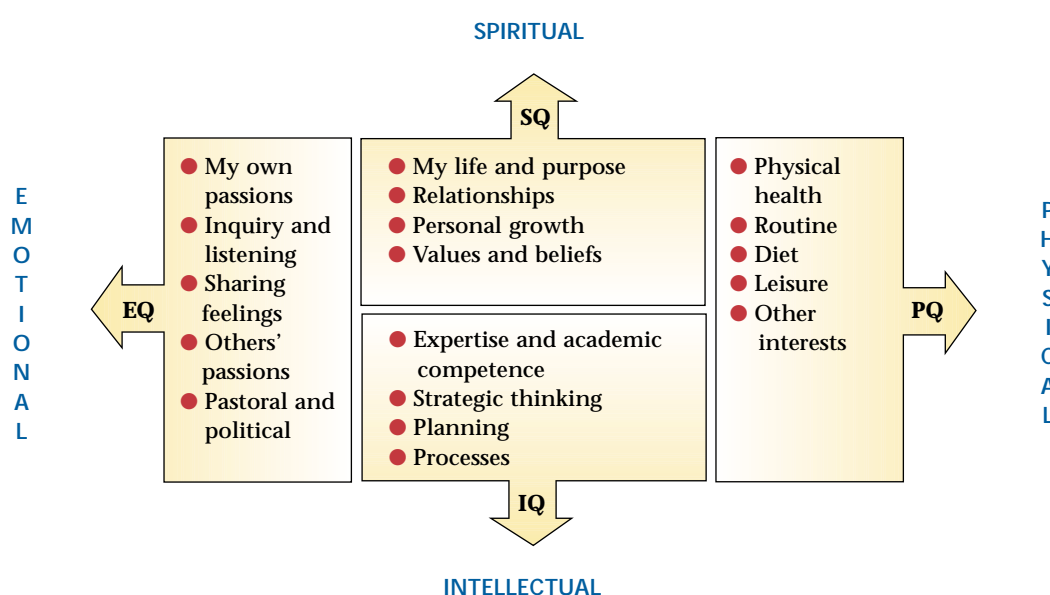 SPIRITUAL
SQ
EMOTIONAL
EQ
● My own
passions
● Inquiry and
listening
● Sharing
feelings
● Others'
passions
● Pastoral and
political
● My life and purpose
● Relationships
● Personal growth
● Values and beliefs
● Expertise and academic
competence
● Strategic thinking
● Planning
● Processes
● Physical
health
● Routine
● Diet
● Leisure
● Other
interests
PQ
PHYSICAL
IQ
INTELLECTUAL